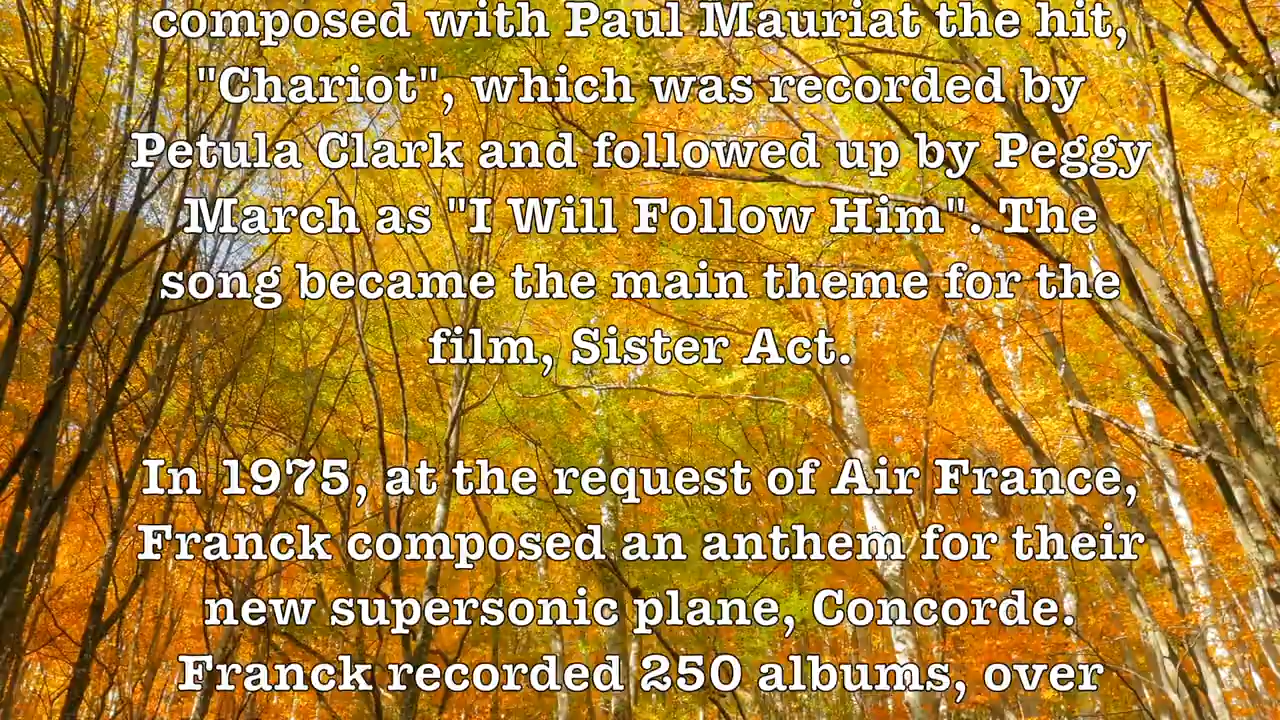 composed with Paul Mauriat the hit,
"Chariot", which was recorded by
Petula Clark and followed up by Peggy
March as "I Will Follow Him". The
song became the main theme for the
film, Sister Act.
In 1975, at the request of Air France,
Franck composed an anthem for their
new supersonic plane, Concorde.
Franck recorded 250 albums, over